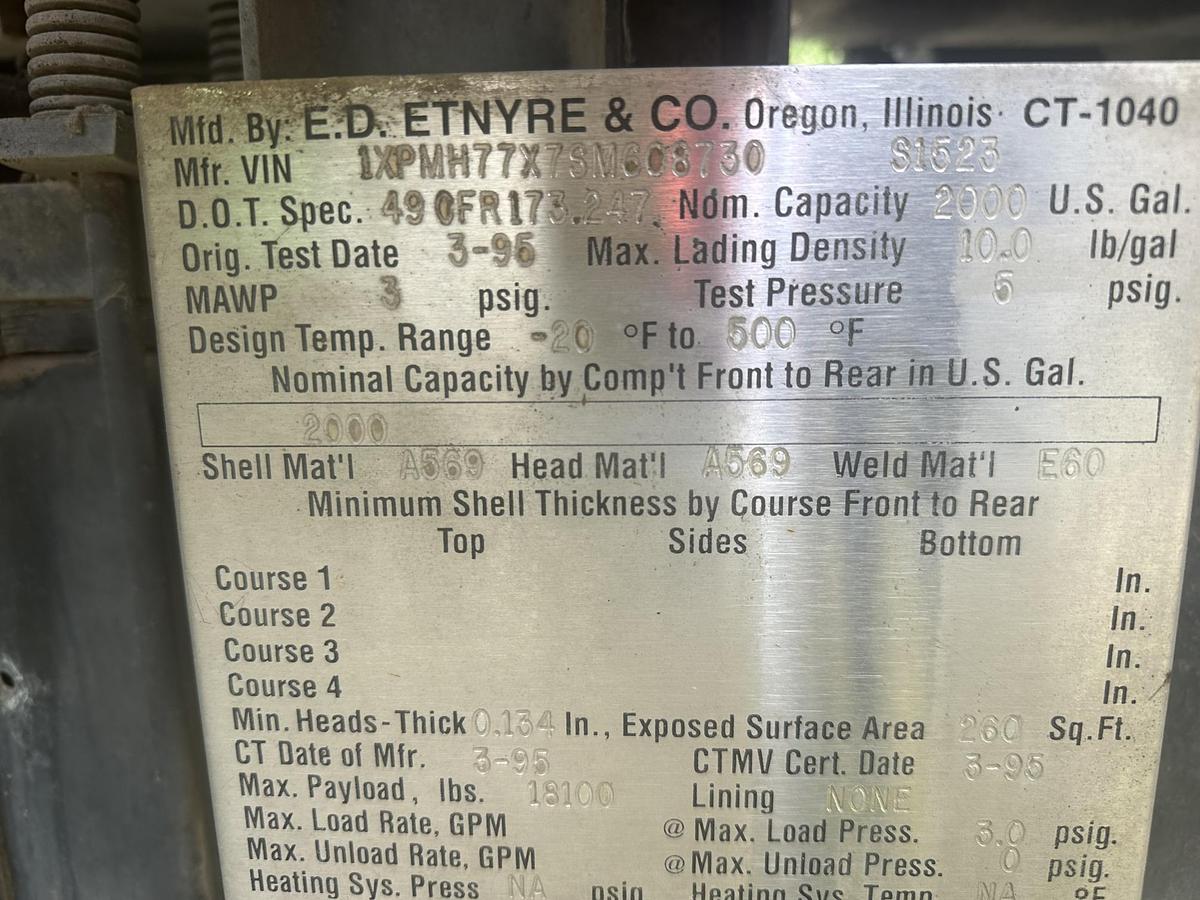 Mfd. By: E.D. ETNYRE & CO. Oregon, Illinois CT-1040
Mfr. VIN 1XPMH77X7SM608730 S1523
D.O.T. Spec. 490FR173.247 Nom. Capacity 2000 U.S. Gal.
Orig. Test Date 3-95 Max. Lading Density 10.0 lb/gal
MAWP 3 psig. Test Pressure 5 psig.
Design Temp. Range -20 °F to 500 °F
Nominal Capacity by Comp't Front to Rear in U.S. Gal.
2000
Shell Mat'l A569 Head Mat'l A569 Weld Mat'l E60
Minimum Shell Thickness by Course Front to Rear
Top Sides Bottom
Course 1 In.
Course 2 In.
Course 3 In.
Course 4 In.
Min. Heads-Thick 0.134 In., Exposed Surface Area 260 Sq.Ft.
CT Date of Mfr. 3-95 CTMV Cert. Date 3-95
Max. Payload, lbs. 18100 Lining NONE
Max. Load Rate, GPM @ Max. Load Press. 3.0 psig.
Max. Unload Rate, GPM @ Max. Unload Press. 0 psig.
Heating Sys. Press NA psig Heating Sys. Temp. NA °F